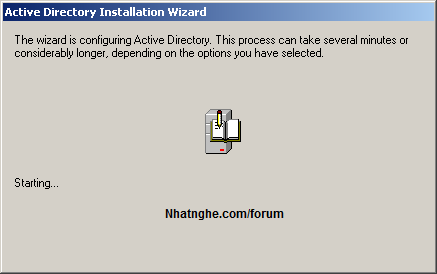 Active Directory Installation Wizard
The wizard is configuring Active Directory. This process can take several minutes or
considerably longer, depending on the options you have selected.
Starting...
Nhatnghe.com/forum